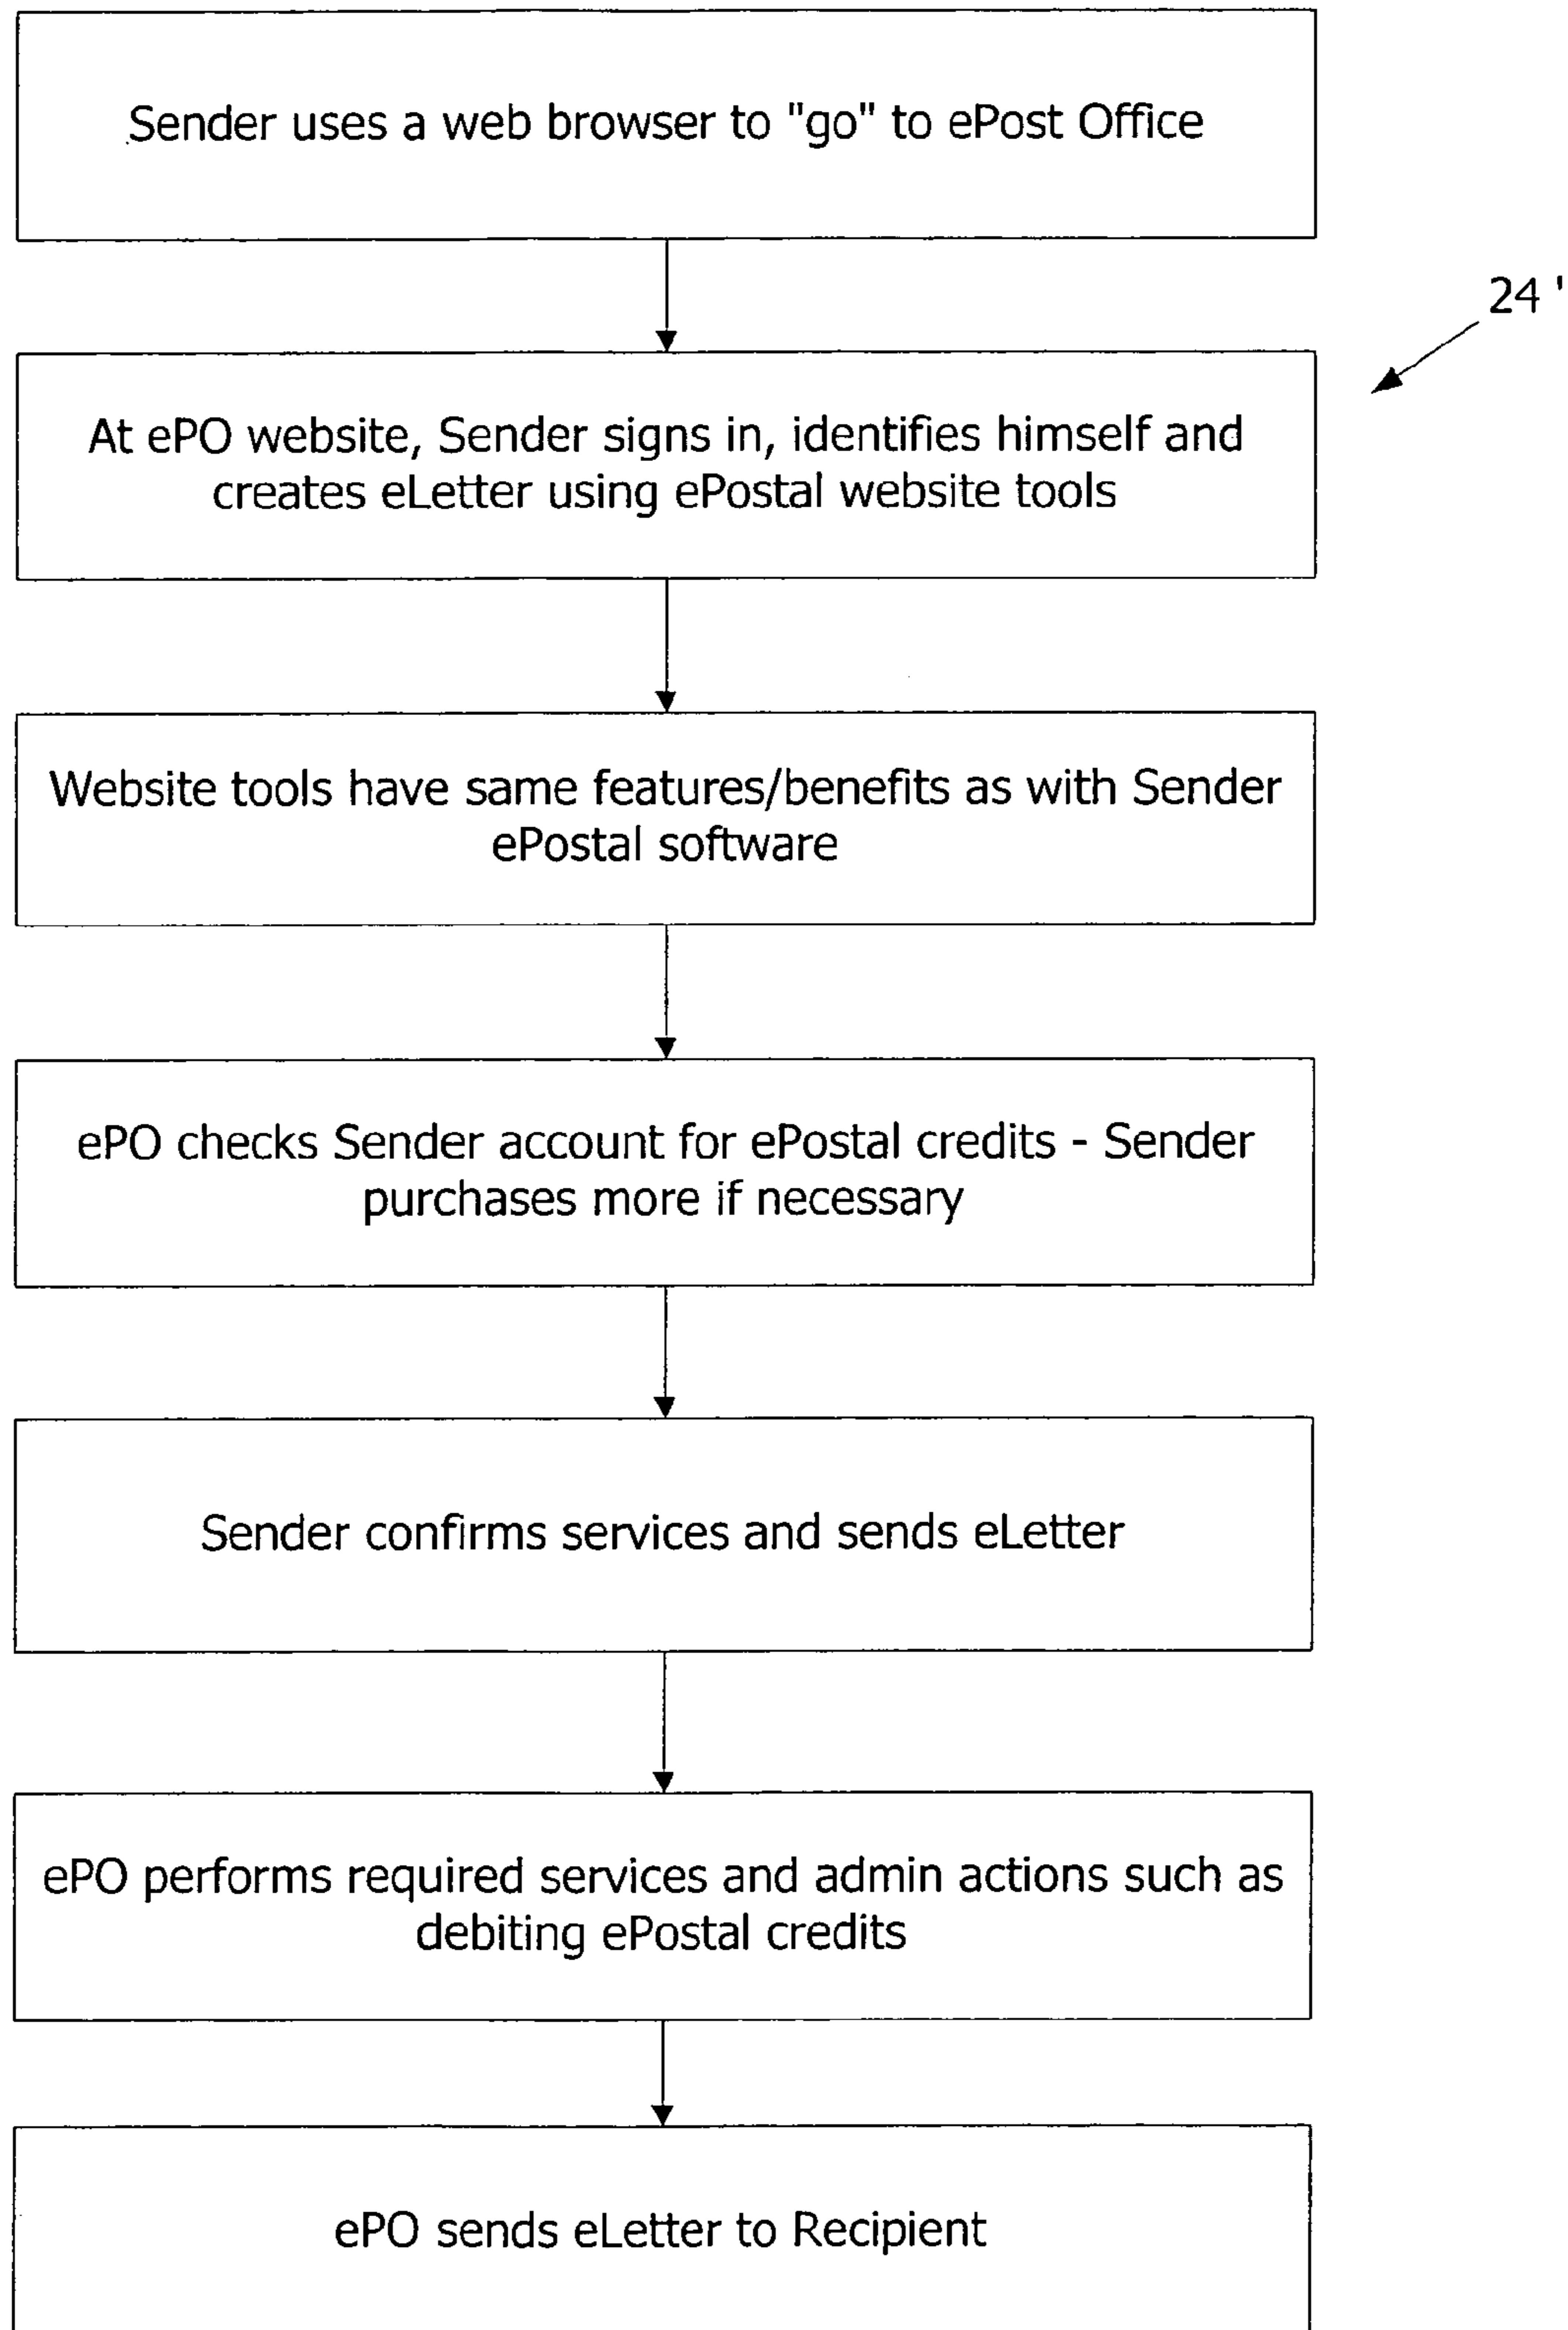 Sender uses a web browser to "go" to ePost Office
24 '
At ePO website, Sender signs in, identifies himself and
creates eLetter using ePostal website tools
Website tools have same features/benefits as with Sender
ePostal software
ePO checks Sender account for ePostal credits - Sender
purchases more if necessary
Sender confirms services and sends eLetter
ePO performs required services and admin actions such as
debiting ePostal credits
ePO sends eLetter to Recipient